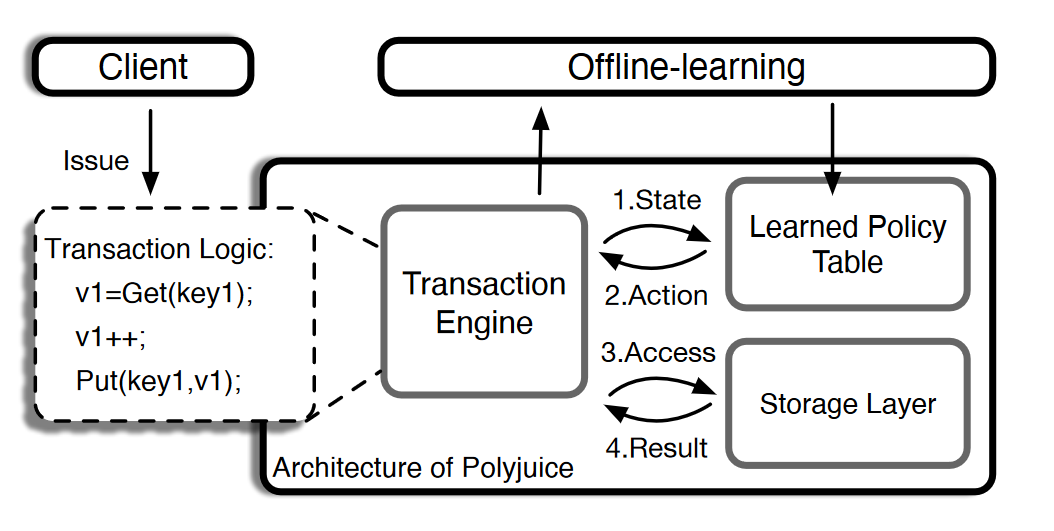 Client
Offline-learning
Issue
Transaction Logic:
v1=Get(key1);
v1++;
Put(key1,v1);
Transaction
Engine
1.State
2.Action
Learned Policy
Table
3.Access
4.Result
Storage Layer
Architecture of Polyjuice